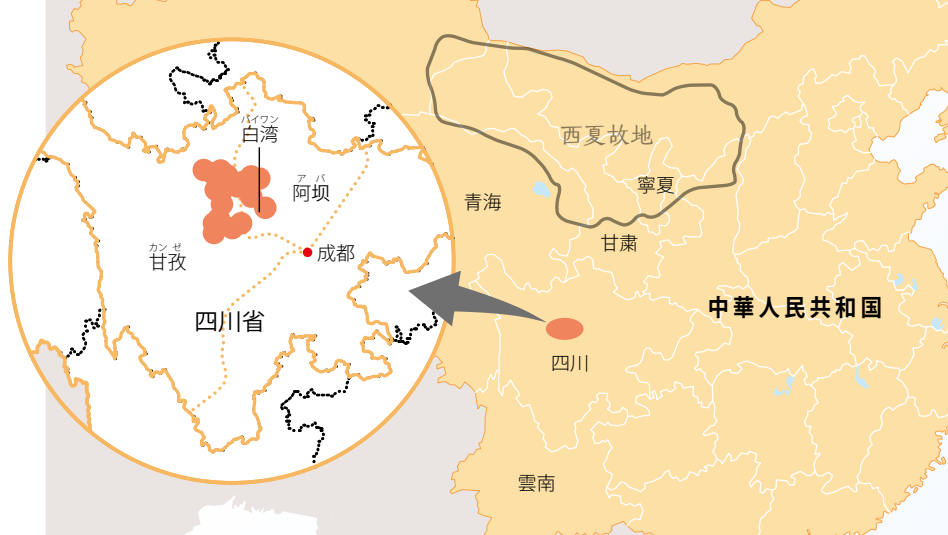 バイワン
白湾
アバ
阿坝
カンゼ
甘孜
成都
四川省
西夏故地
寧夏
青海
甘粛
中華人民共和国
四川
雲南